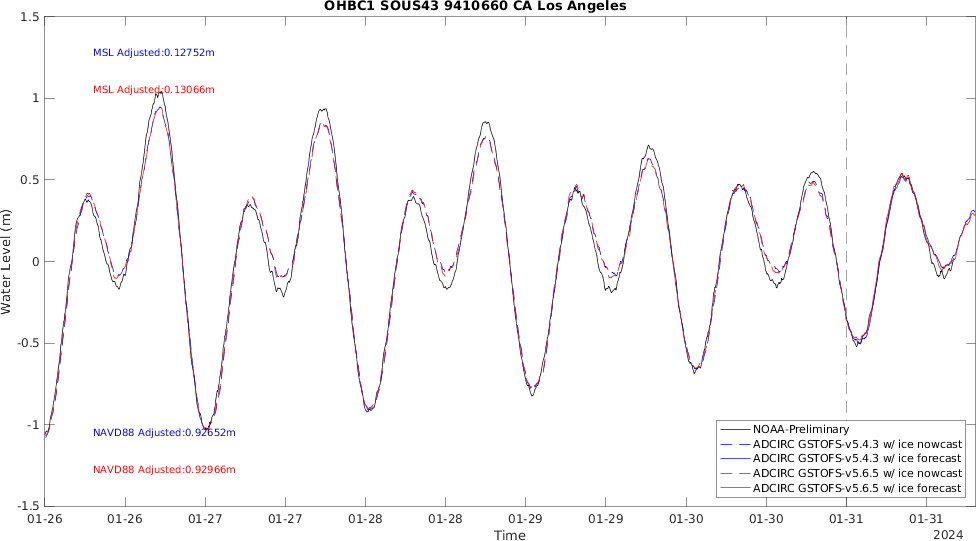 OHBC1 SOUS43 9410660 CA Los Angeles
1.5
MSL Adjusted:0.12752m
MSL Adjusted:0.13066m
1
0.5
0
-0.5
-1
-1.5
Water Level (m)
NAVD88 Adjusted:0.92652m
NAVD88 Adjusted:0.92966m
NOAA-Preliminary
ADCIRC GSTOFS-v5.4.3 w/ ice nowcast
ADCIRC GSTOFS-v5.4.3 w/ ice forecast
ADCIRC GSTOFS-v5.6.5 w/ ice nowcast
ADCIRC GSTOFS-v5.6.5 w/ ice forecast
01-26 01-26 01-27 01-27 01-28 01-28 01-29 01-29 01-30 01-30 01-31 01-31
Time
2024